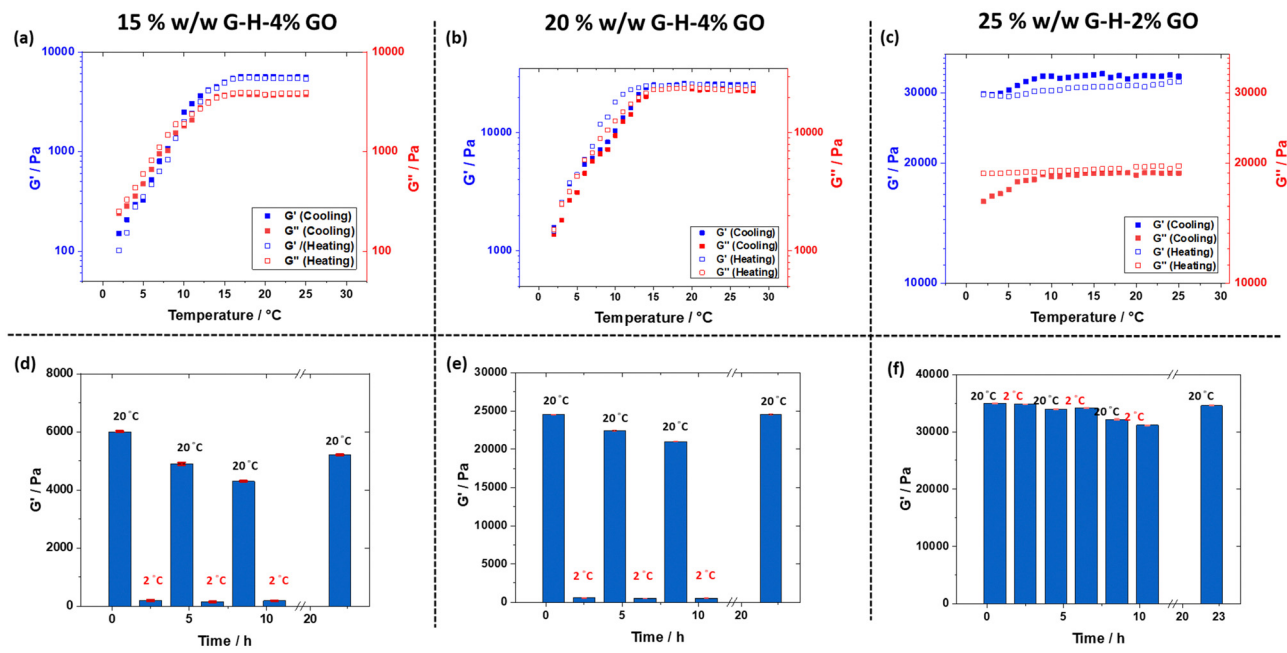 15 % w/w G-H-4% GO
20 % w/w G-H-4% GO
25 % w/w G-H-2% GO
(a)
10000
1000
100
G' / Pa
10000
1000
100
G'' / Pa
G' (Cooling)
G'' (Cooling)
G' /(Heating)
G'' (Heating)
0 5 10 15 20 25 30
Temperature / °C
(b)
10000
1000
G' / Pa
10000
1000
G'' / Pa
G' (Cooling)
G'' (Cooling)
G' (Heating)
G'' (Heating)
0 5 10 15 20 25 30
Temperature / °C
(c)
30000
20000
10000
G' / Pa
30000
20000
10000
G'' / Pa
G' (Cooling)
G'' (Cooling)
G' (Heating)
G'' (Heating)
0 5 10 15 20 25 30
Temperature / °C
(d)
8000
6000
4000
2000
0
G' / Pa
20°C
2°C
20°C
2°C
20°C
2°C
20°C
0 5 10 20
Time / h
(e)
30000
25000
20000
15000
10000
5000
0
G' / Pa
20°C
2°C
20°C
2°C
20°C
2°C
20°C
0 5 10 20
Time / h
(f)
40000
30000
20000
10000
0
G' / Pa
20°C 2°C 20°C 2°C 20°C 2°C 20°C
0 5 10 20 23
Time / h